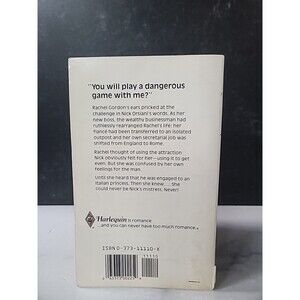 "You will play a dangerous
game with me?"
Rachel Gordon's ears pricked at the
challenge in Nick Orsiani's words. As
her new boss, the wealthy businessman had
ruthlessly rearranged Rachel's life: her
fiancé had been transferred to an isolated
outpost and her own secretarial job was
shifted from England to Rome.
Rachel thought of using the attraction
Nick obviously felt for her—using it to get
even. But she was confused by her own
feelings for the man.
Until she heard that he was engaged to an
Italian princess. Then she knew... she
could never be Nick's mistress. Never!
Harlequin is romance
...and you can never have too much romance.
ISBN 0-373-11110-X